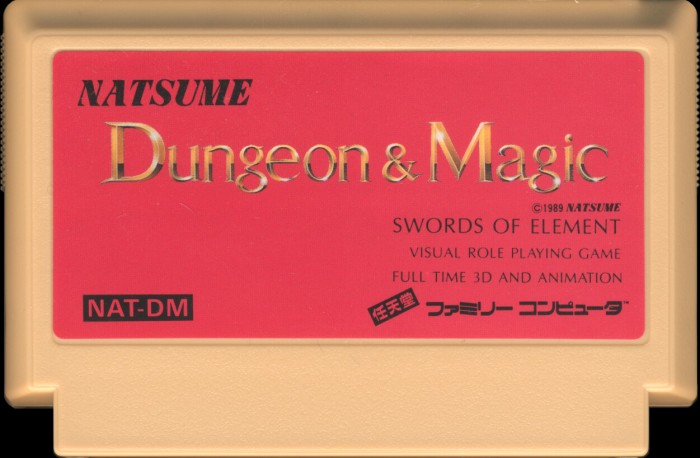 NATSUME
Dungeon & Magic
©1989 NATSUME
SWORDS OF ELEMENT
VISUAL ROLE PLAYING GAME
FULL TIME 3D AND ANIMATION
NAT-DM
任天堂 ファミリーコンピュータ™